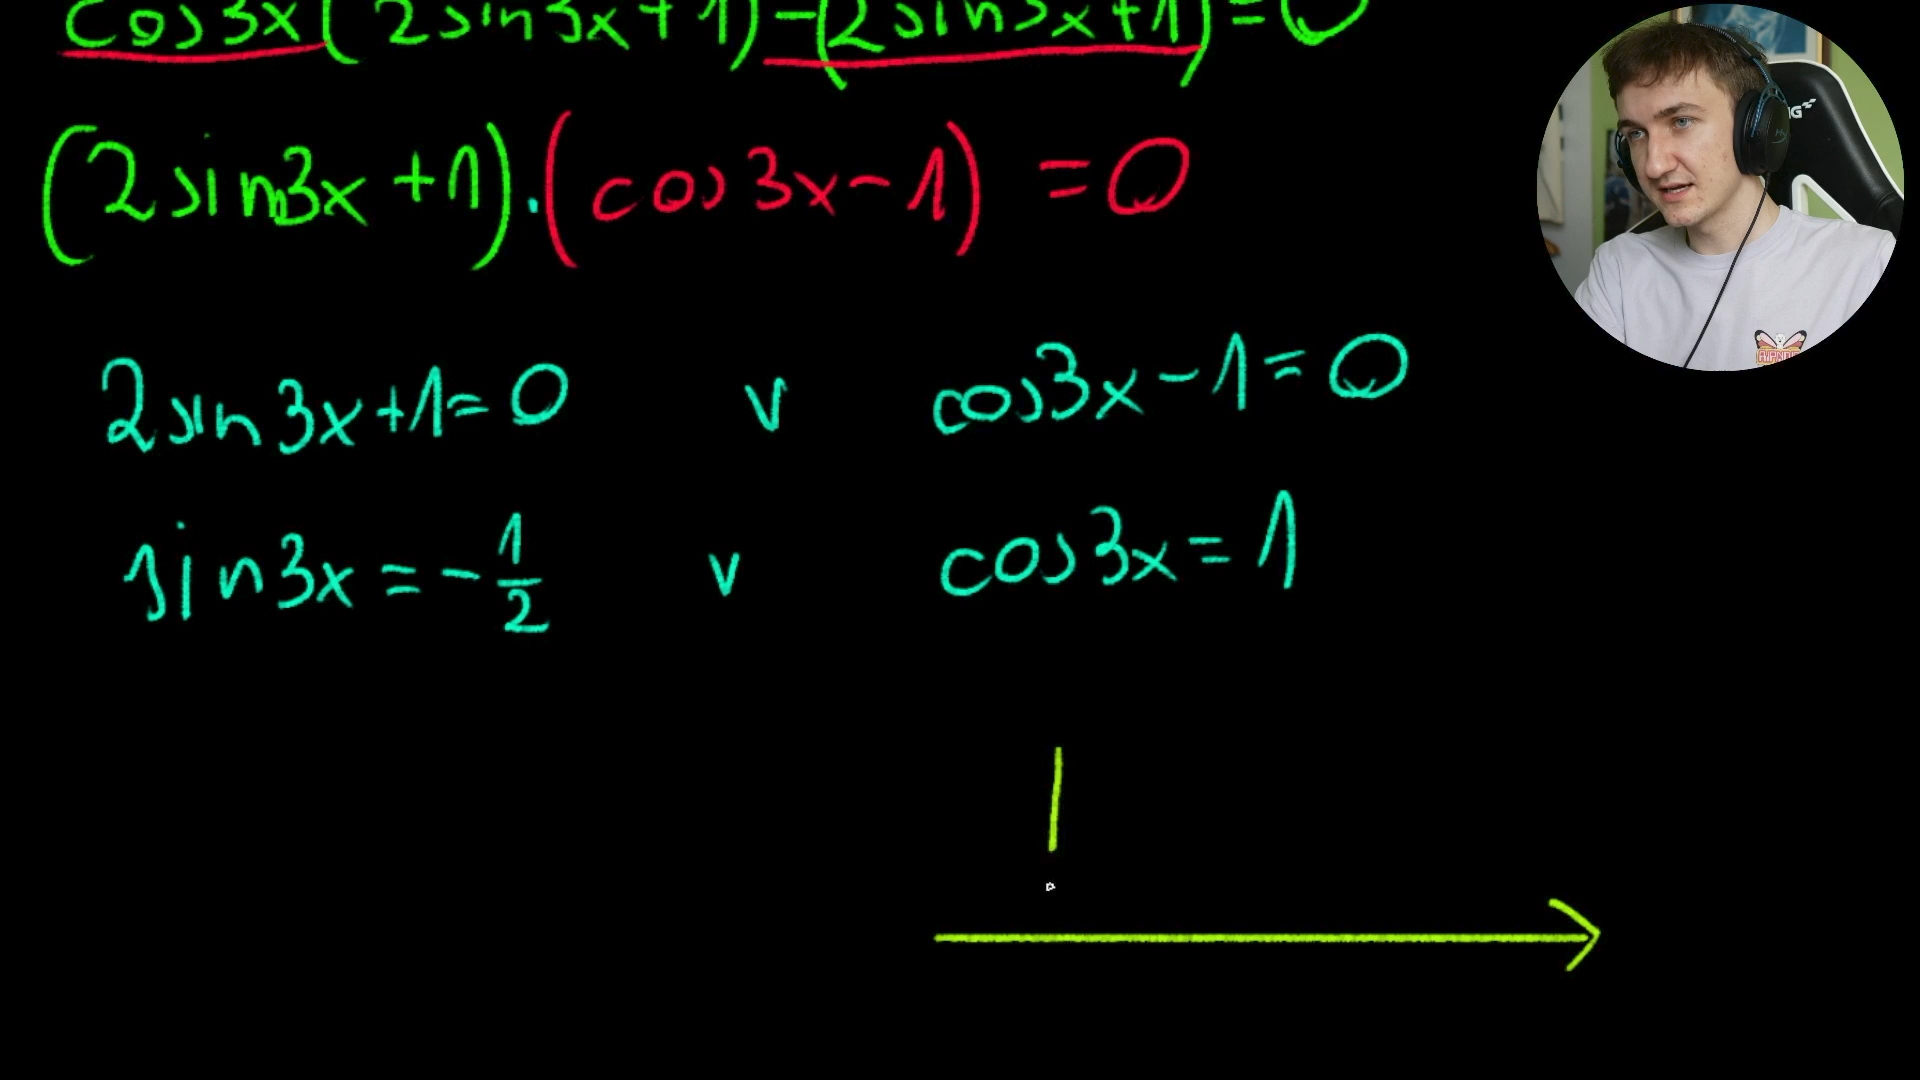 cos3x(2sin3x+1)-(2sin3x+1)=0
(2sin3x+1)·(cos3x-1)=0
2sin3x+1=0 v cos3x-1=0
sin3x=-1/2 v cos3x=1